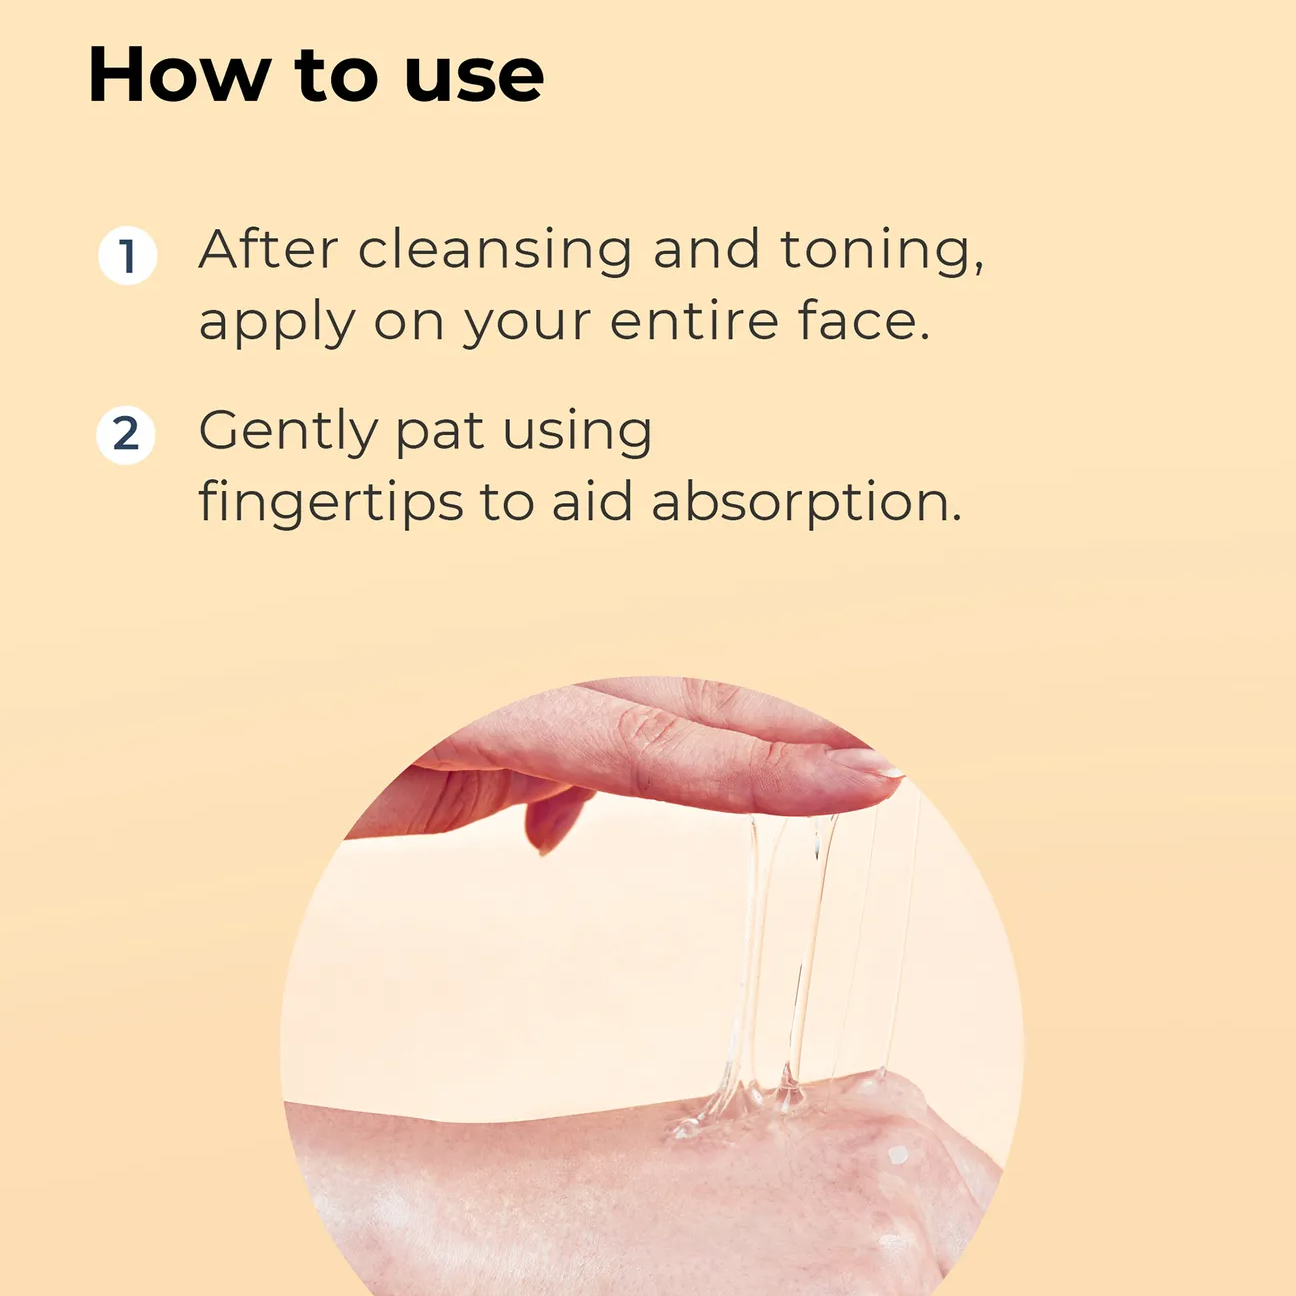 How to use
1 After cleansing and toning,
apply on your entire face.
2 Gently pat using
fingertips to aid absorption.